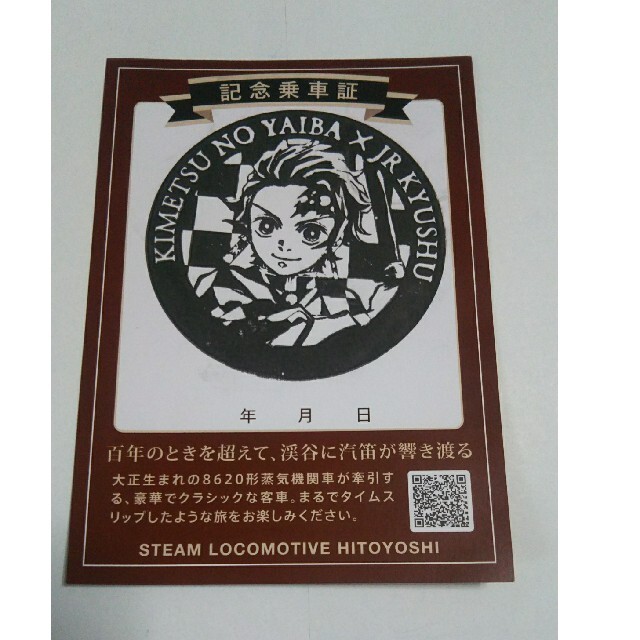 記念乗車証
KIMETSU NO YAIBA × JR KYUSHU
年 月 日
百年のときを超えて、渓谷に汽笛が響き渡る
大正生まれの8620形蒸気機関車が牽引す
る、豪華でクラシックな客車。まるでタイムス
リップしたような旅をお楽しみください。
STEAM LOCOMOTIVE HITOYOSHI